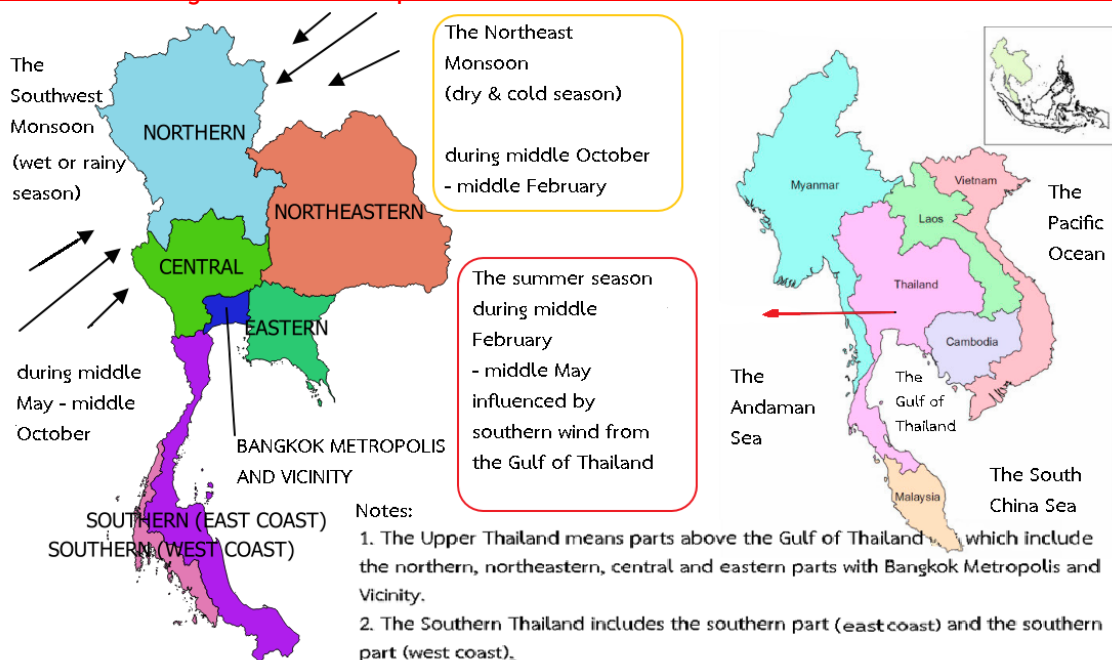 The
Southwest
Monsoon
(wet or rainy
season)
during middle
May - middle
October
NORTHERN
NORTHEASTERN
CENTRAL
EASTERN
BANGKOK METROPOLIS
AND VICINITY
SOUTHERN (EAST COAST)
SOUTHERN (WEST COAST)
The Northeast
Monsoon
(dry & cold season)
during middle October
- middle February
The summer season
during middle
February
- middle May
influenced by
southern wind from
the Gulf of Thailand
Myanmar
Vietnam
Laos
Thailand
Cambodia
Malaysia
The
Pacific
Ocean
The
Andaman
Sea
The
Gulf of
Thailand
The South
China Sea
Notes:
1. The Upper Thailand means parts above the Gulf of Thailand which include
the northern, northeastern, central and eastern parts with Bangkok Metropolis and
Vicinity.
2. The Southern Thailand includes the southern part (east coast) and the southern
part (west coast).